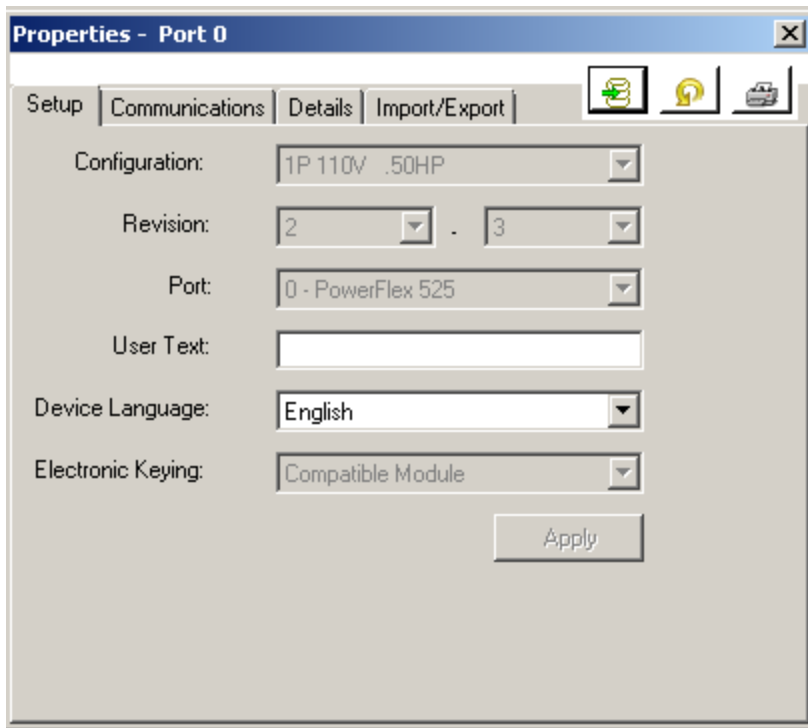 Properties - Port 0
Setup Communications Details Import/Export
Configuration: 1P 110V .50HP
Revision: 2 . 3
Port: 0 - PowerFlex 525
User Text:
Device Language: English
Electronic Keying: Compatible Module
Apply